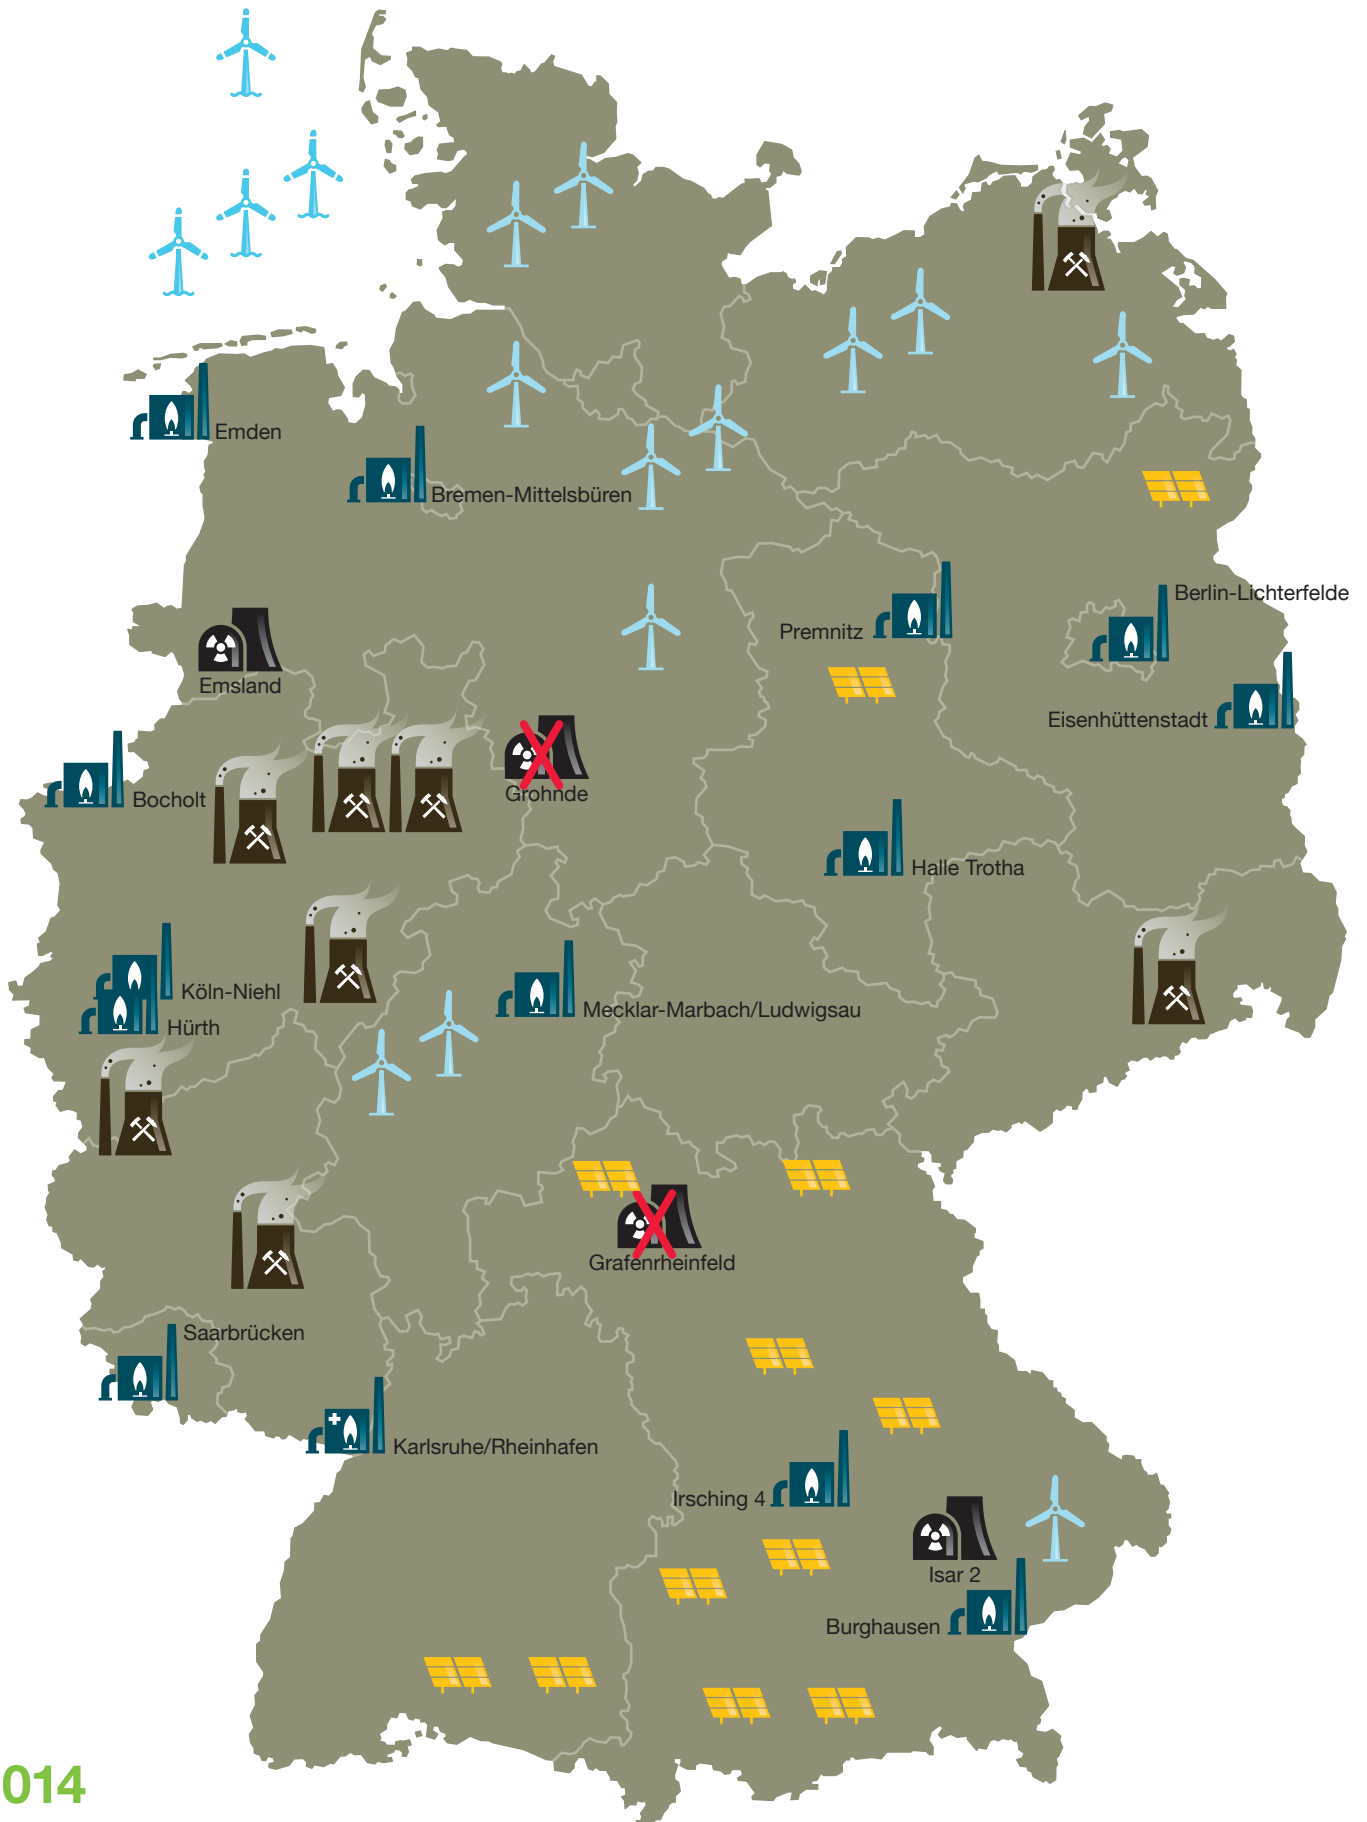 Emden
Bremen-Mittelsbüren
Berlin-Lichterfelde
Premnitz
Emsland
Eisenhüttenstadt
Bocholt
Grohnde
Halle Trotha
Köln-Niehl
Mecklar-Marbach/Ludwigsau
Hürth
Grafenrheinfeld
Saarbrücken
Karlsruhe/Rheinhafen
Irsching 4
Isar 2
Burghausen
014